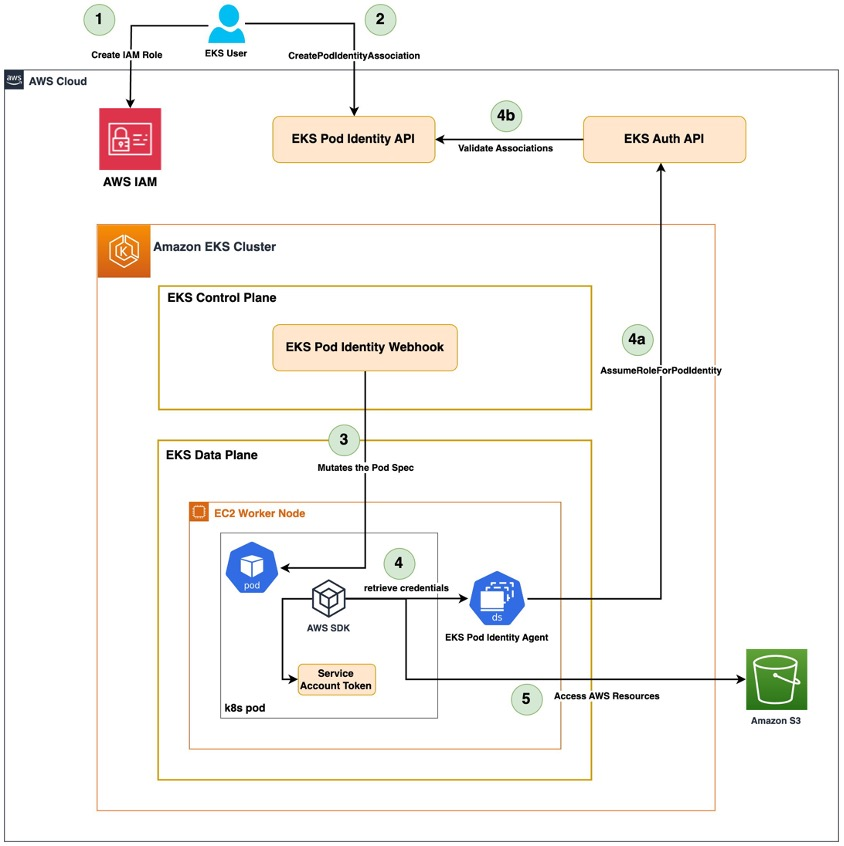 1
2
Create IAM Role
EKS User
CreatePodIdentityAssociation
aws
AWS Cloud
4b
EKS Pod Identity API
EKS Auth API
Validate Associations
AWS IAM
K
Amazon EKS Cluster
EKS Control Plane
EKS Pod Identity Webhook
4a
AssumeRoleForPodIdentity
3
EKS Data Plane
Mutates the Pod Spec
EC2 Worker Node
4
pod
retrieve credentials
ds
AWS SDK
EKS Pod Identity Agent
Service
Account Token
k8s pod
5
Access AWS Resources
Amazon S3